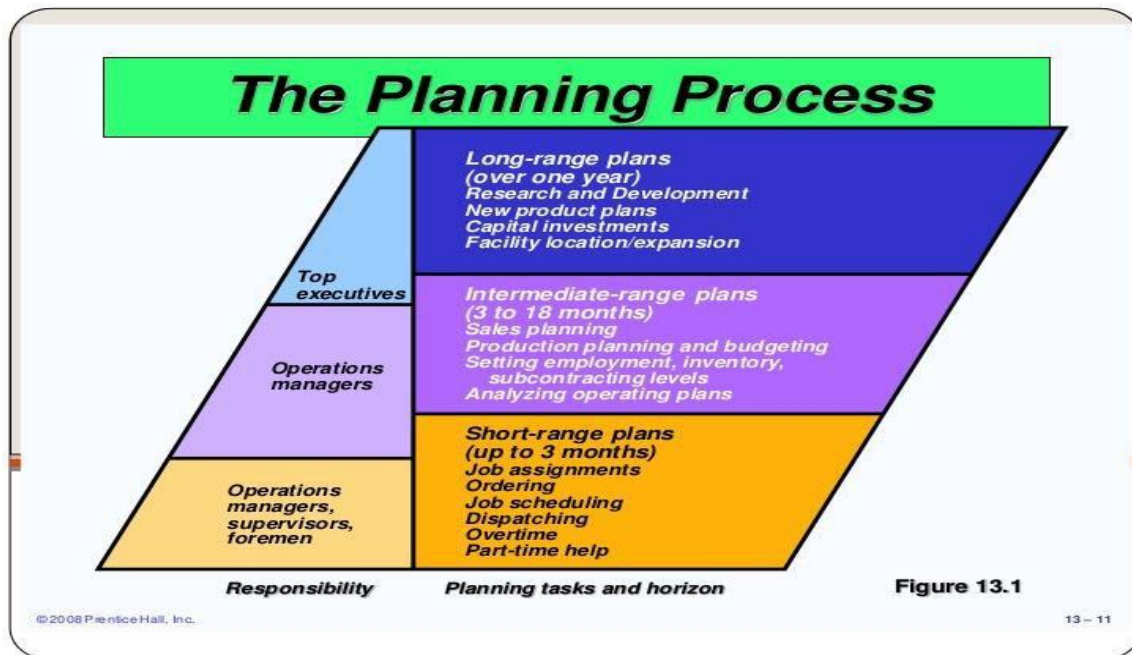 The Planning Process
Long-range plans
(over one year)
Research and Development
New product plans
Capital investments
Facility location/expansion
Top
executives
Intermediate-range plans
(3 to 18 months)
Sales planning
Production planning and budgeting
Setting employment, inventory,
subcontracting levels
Analyzing operating plans
Operations
managers
Short-range plans
(up to 3 months)
Job assignments
Ordering
Job scheduling
Dispatching
Overtime
Part-time help
Operations
managers,
supervisors,
foremen
Responsibility
Planning tasks and horizon
Figure 13.1
© 2008 Prentice Hall, Inc.
13 – 11